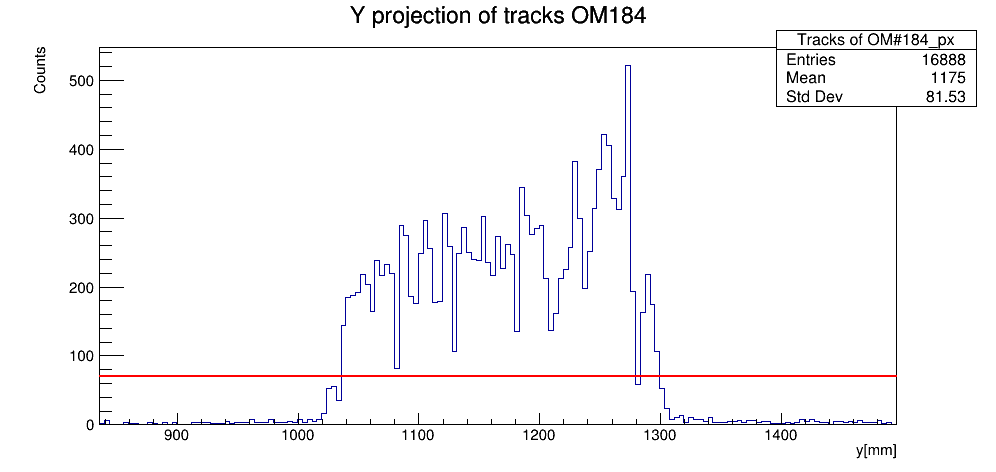 Y projection of tracks OM184
Tracks of OM#184_px
Entries 16888
Mean 1175
Std Dev 81.53
Counts
500
400
300
200
100
0
900 1000 1100 1200 1300 1400
y[mm]